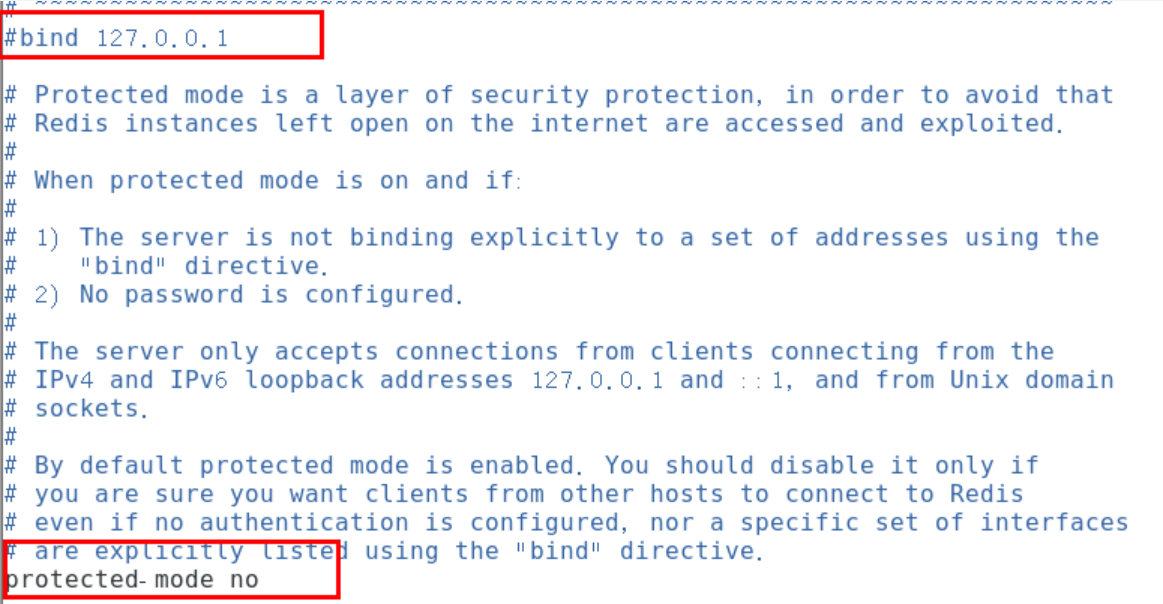 # ~~~~~~~~~~~~~~~~~~~~~~~~~~~~~~~~~~~~~~~~~~~~~~~~~~~~~~~~~~~~~~~~~~~~~~~~
#bind 127.0.0.1
# Protected mode is a layer of security protection, in order to avoid that
# Redis instances left open on the internet are accessed and exploited.
#
# When protected mode is on and if:
#
# 1) The server is not binding explicitly to a set of addresses using the
#    "bind" directive.
# 2) No password is configured.
#
# The server only accepts connections from clients connecting from the
# IPv4 and IPv6 loopback addresses 127.0.0.1 and ::1, and from Unix domain
# sockets.
#
# By default protected mode is enabled. You should disable it only if
# you are sure you want clients from other hosts to connect to Redis
# even if no authentication is configured, nor a specific set of interfaces
# are explicitly listed using the "bind" directive.
protected-mode no